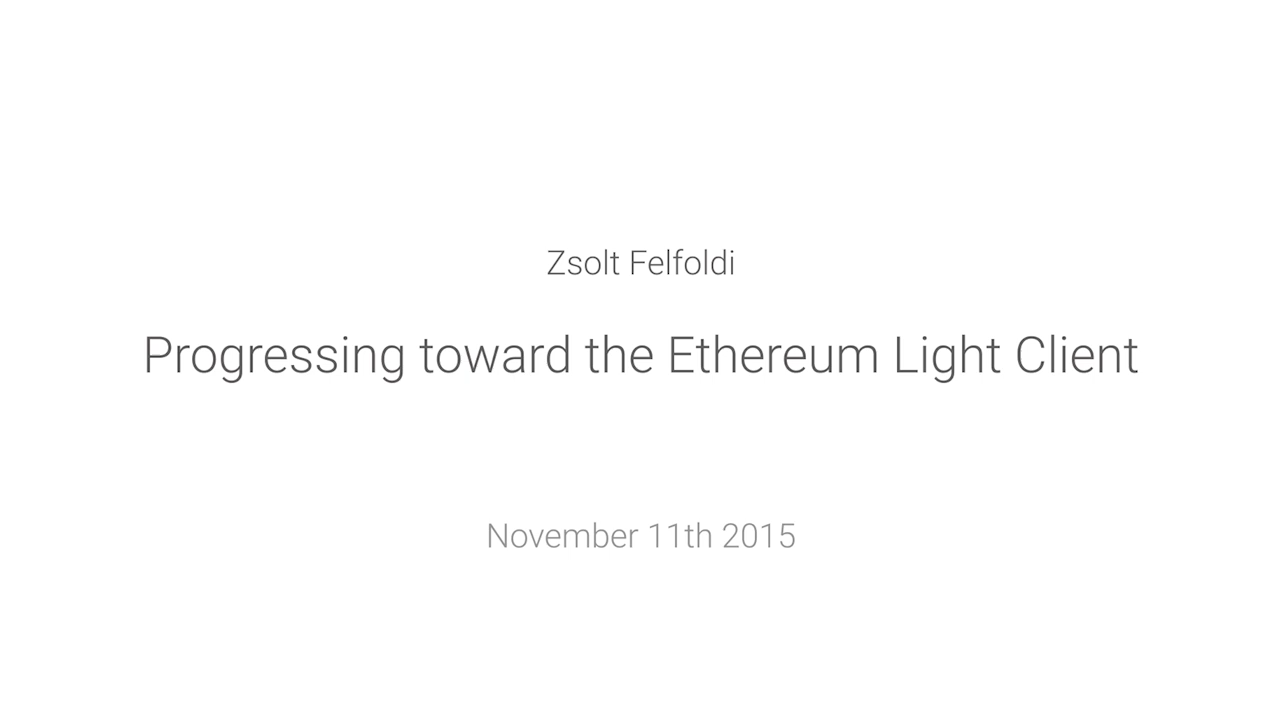 Zsolt Felfoldi
Progressing toward the Ethereum Light Client
November 11th 2015